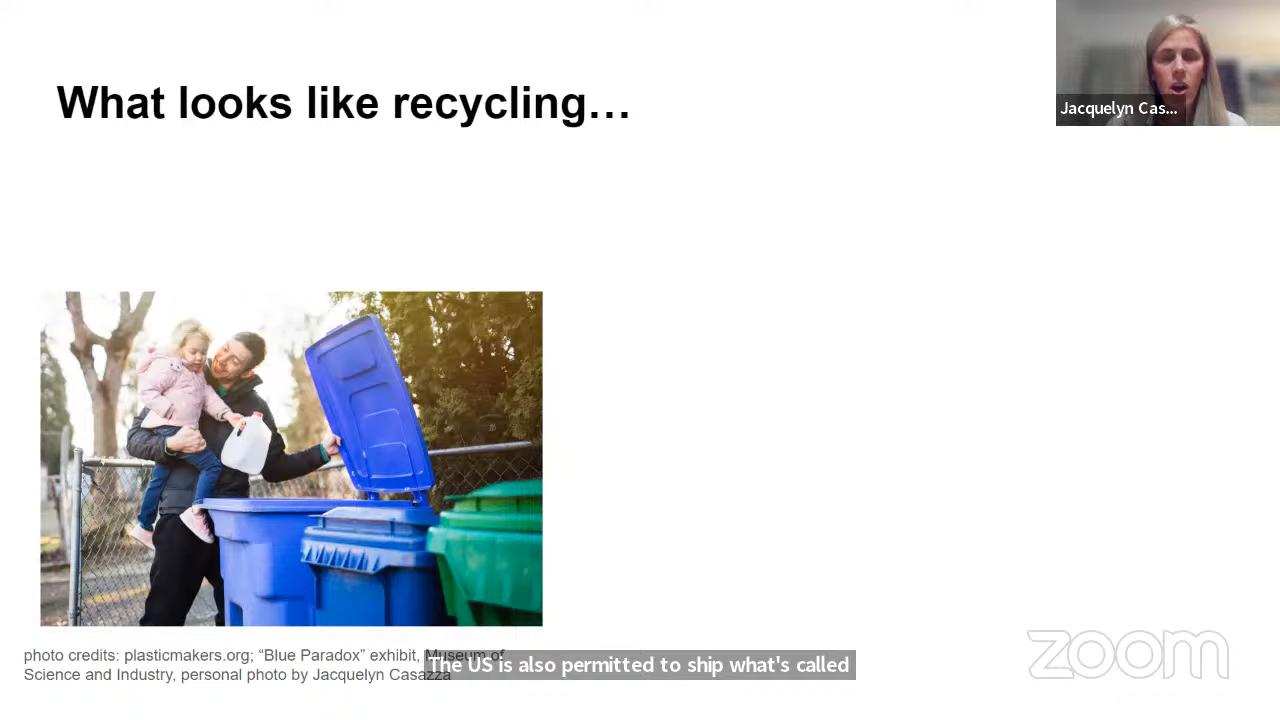 What looks like recycling…
Jacquelyn Cas...
photo credits: plasticmakers.org; “Blue Paradox” exhibit, Museum of
Science and Industry, personal photo by Jacquelyn Casazza
The US is also permitted to ship what's called
zoom